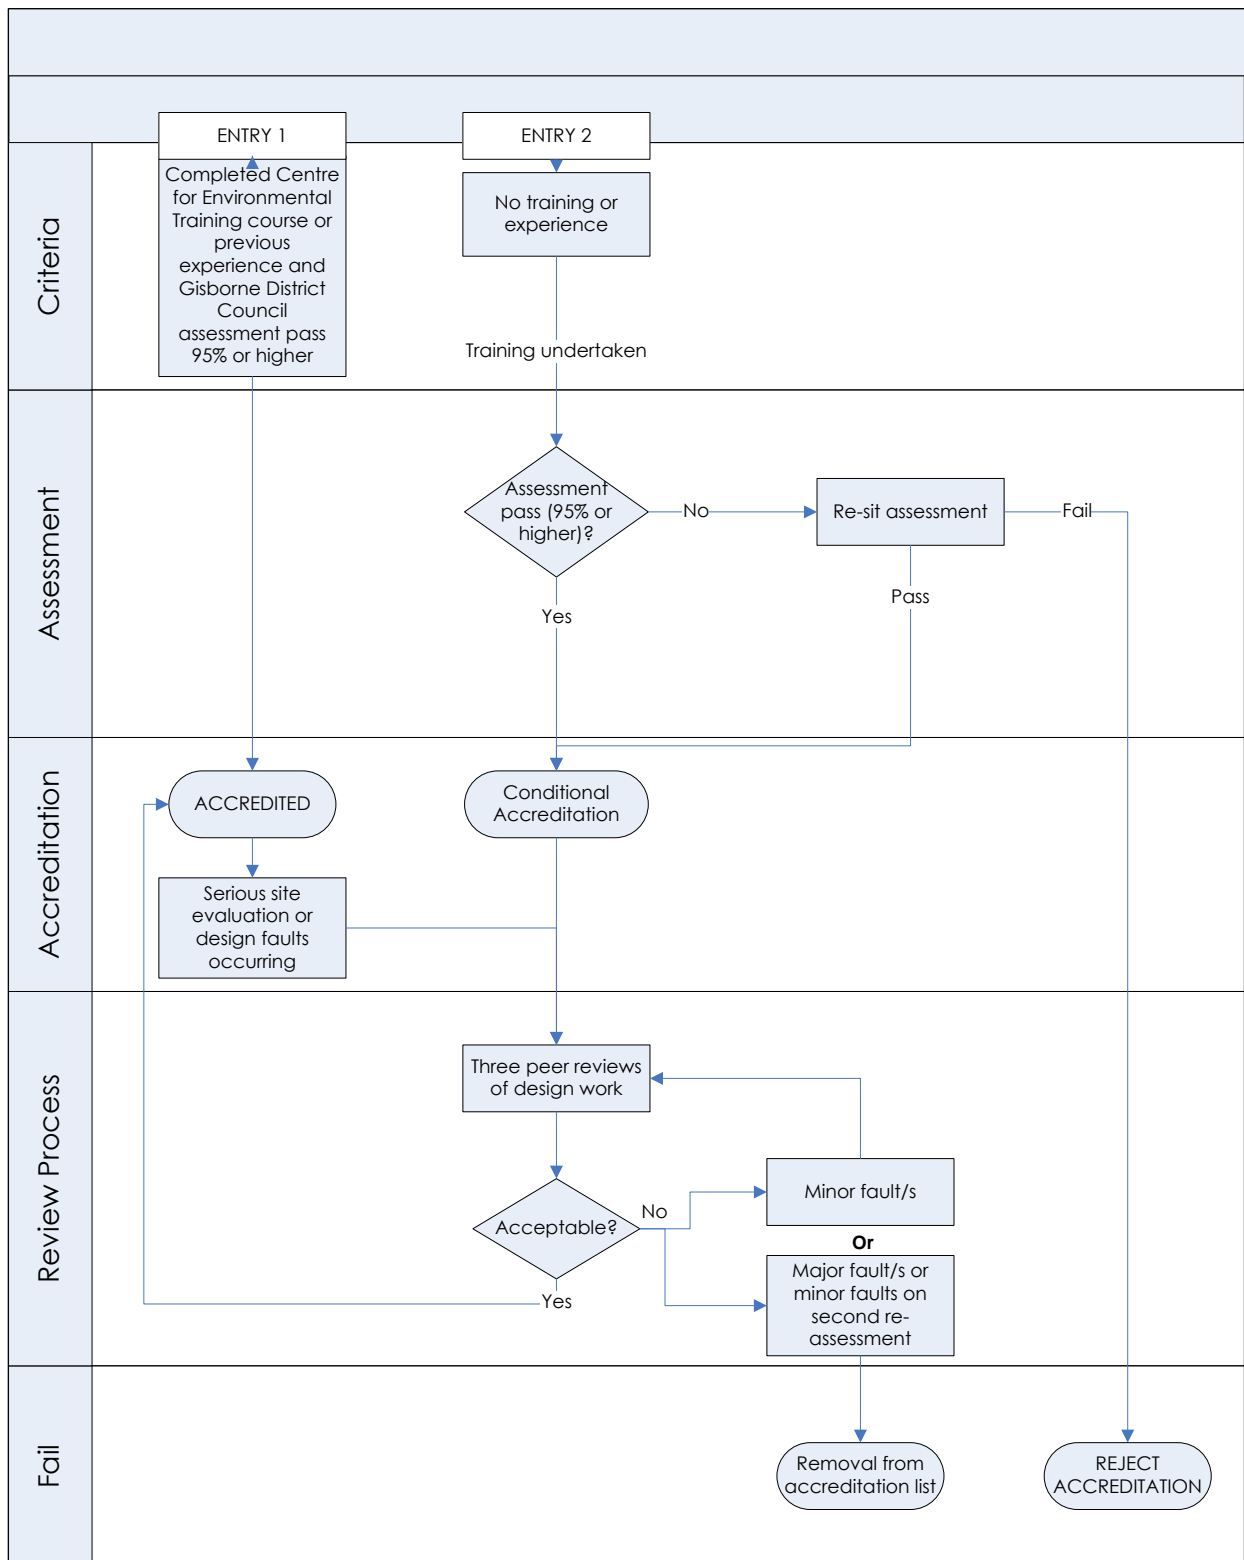 ENTRY 1
ENTRY 2
Criteria
Completed Centre
for Environmental
Training course or
previous
experience and
Gisborne District
Council
assessment pass
95% or higher
No training or
experience
Training undertaken
Assessment
Assessment
pass (95% or
higher)?
No
Re-sit assessment
Fail
Yes
Pass
Accreditation
ACCREDITED
Conditional
Accreditation
Serious site
evaluation or
design faults
occurring
Review Process
Three peer reviews
of design work
Acceptable?
No
Minor fault/s
Or
Major fault/s or
minor faults on
second re-
assessment
Yes
Fail
Removal from
accreditation list
REJECT
ACCREDITATION